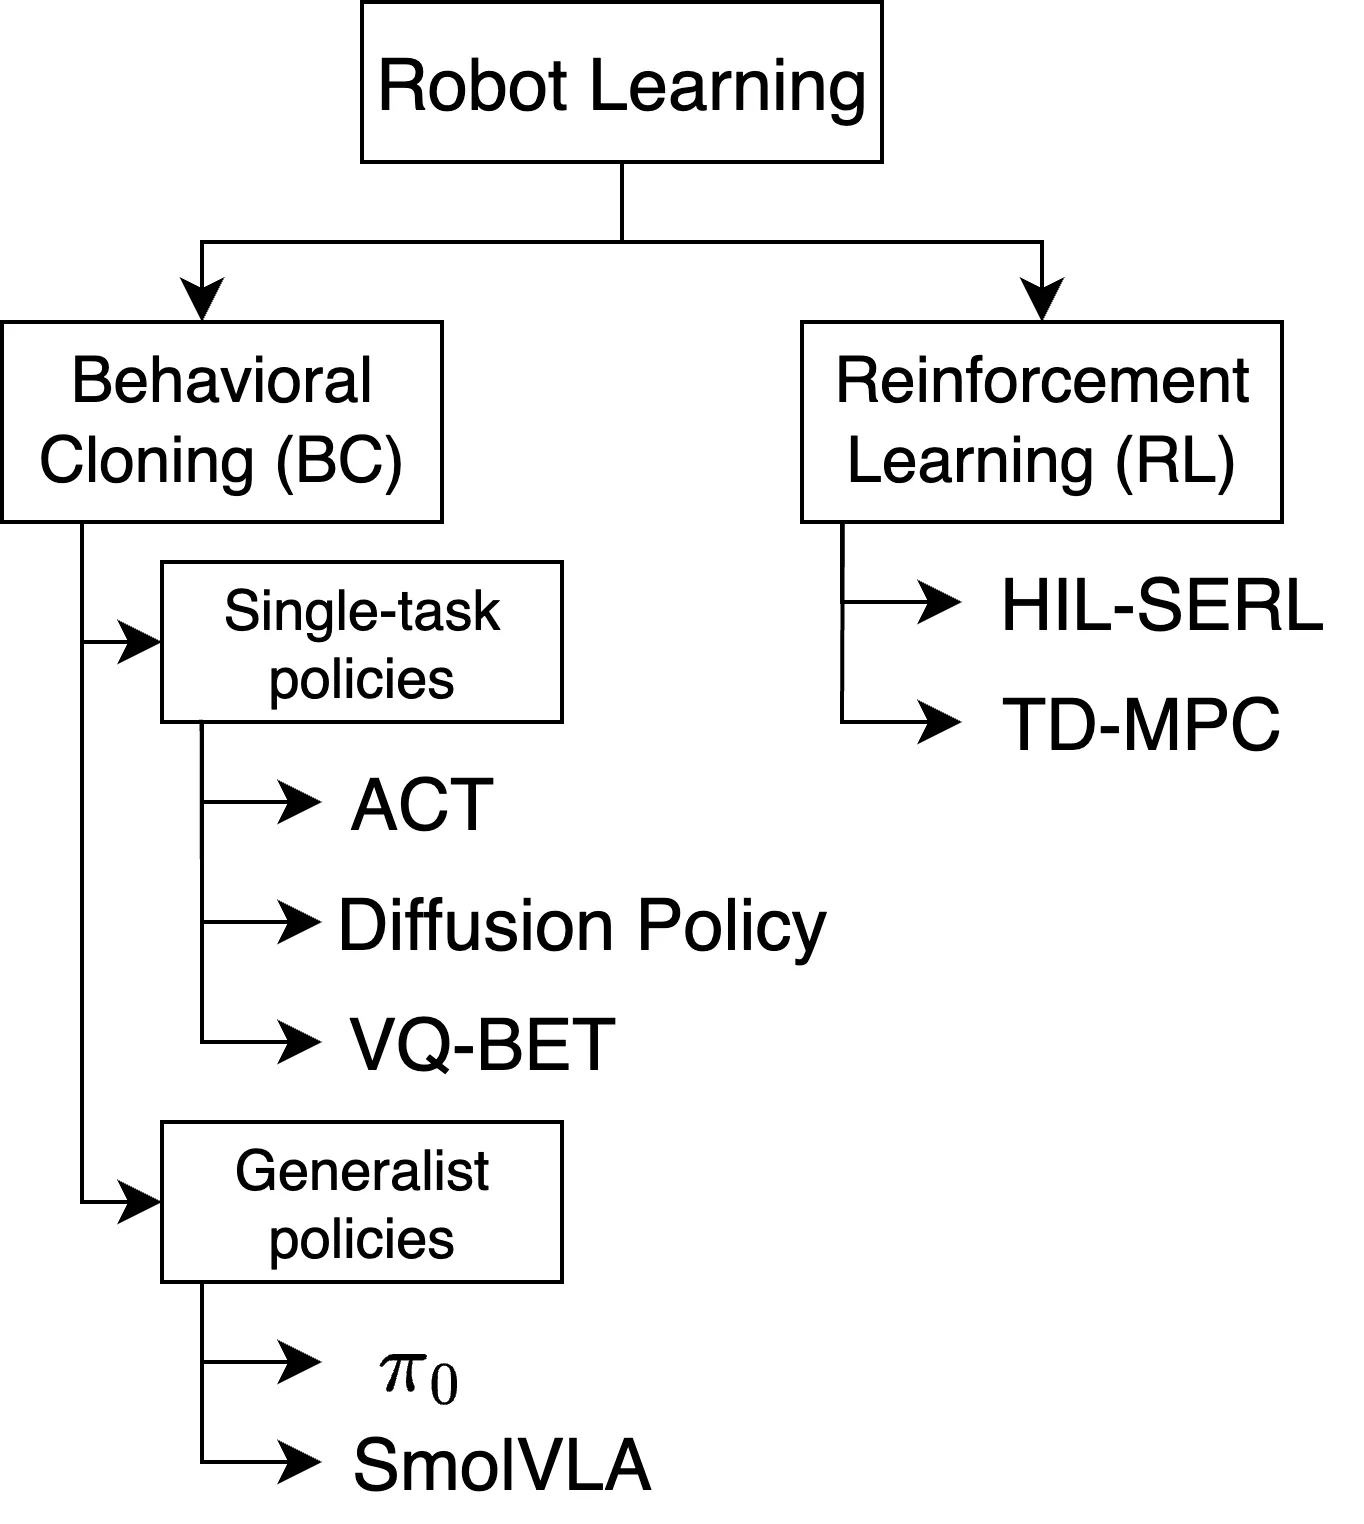 Robot Learning
Behavioral
Cloning (BC)
Single-task
policies
ACT
Diffusion Policy
VQ-BET
Generalist
policies
π₀
SmolVLA
Reinforcement
Learning (RL)
HIL-SERL
TD-MPC